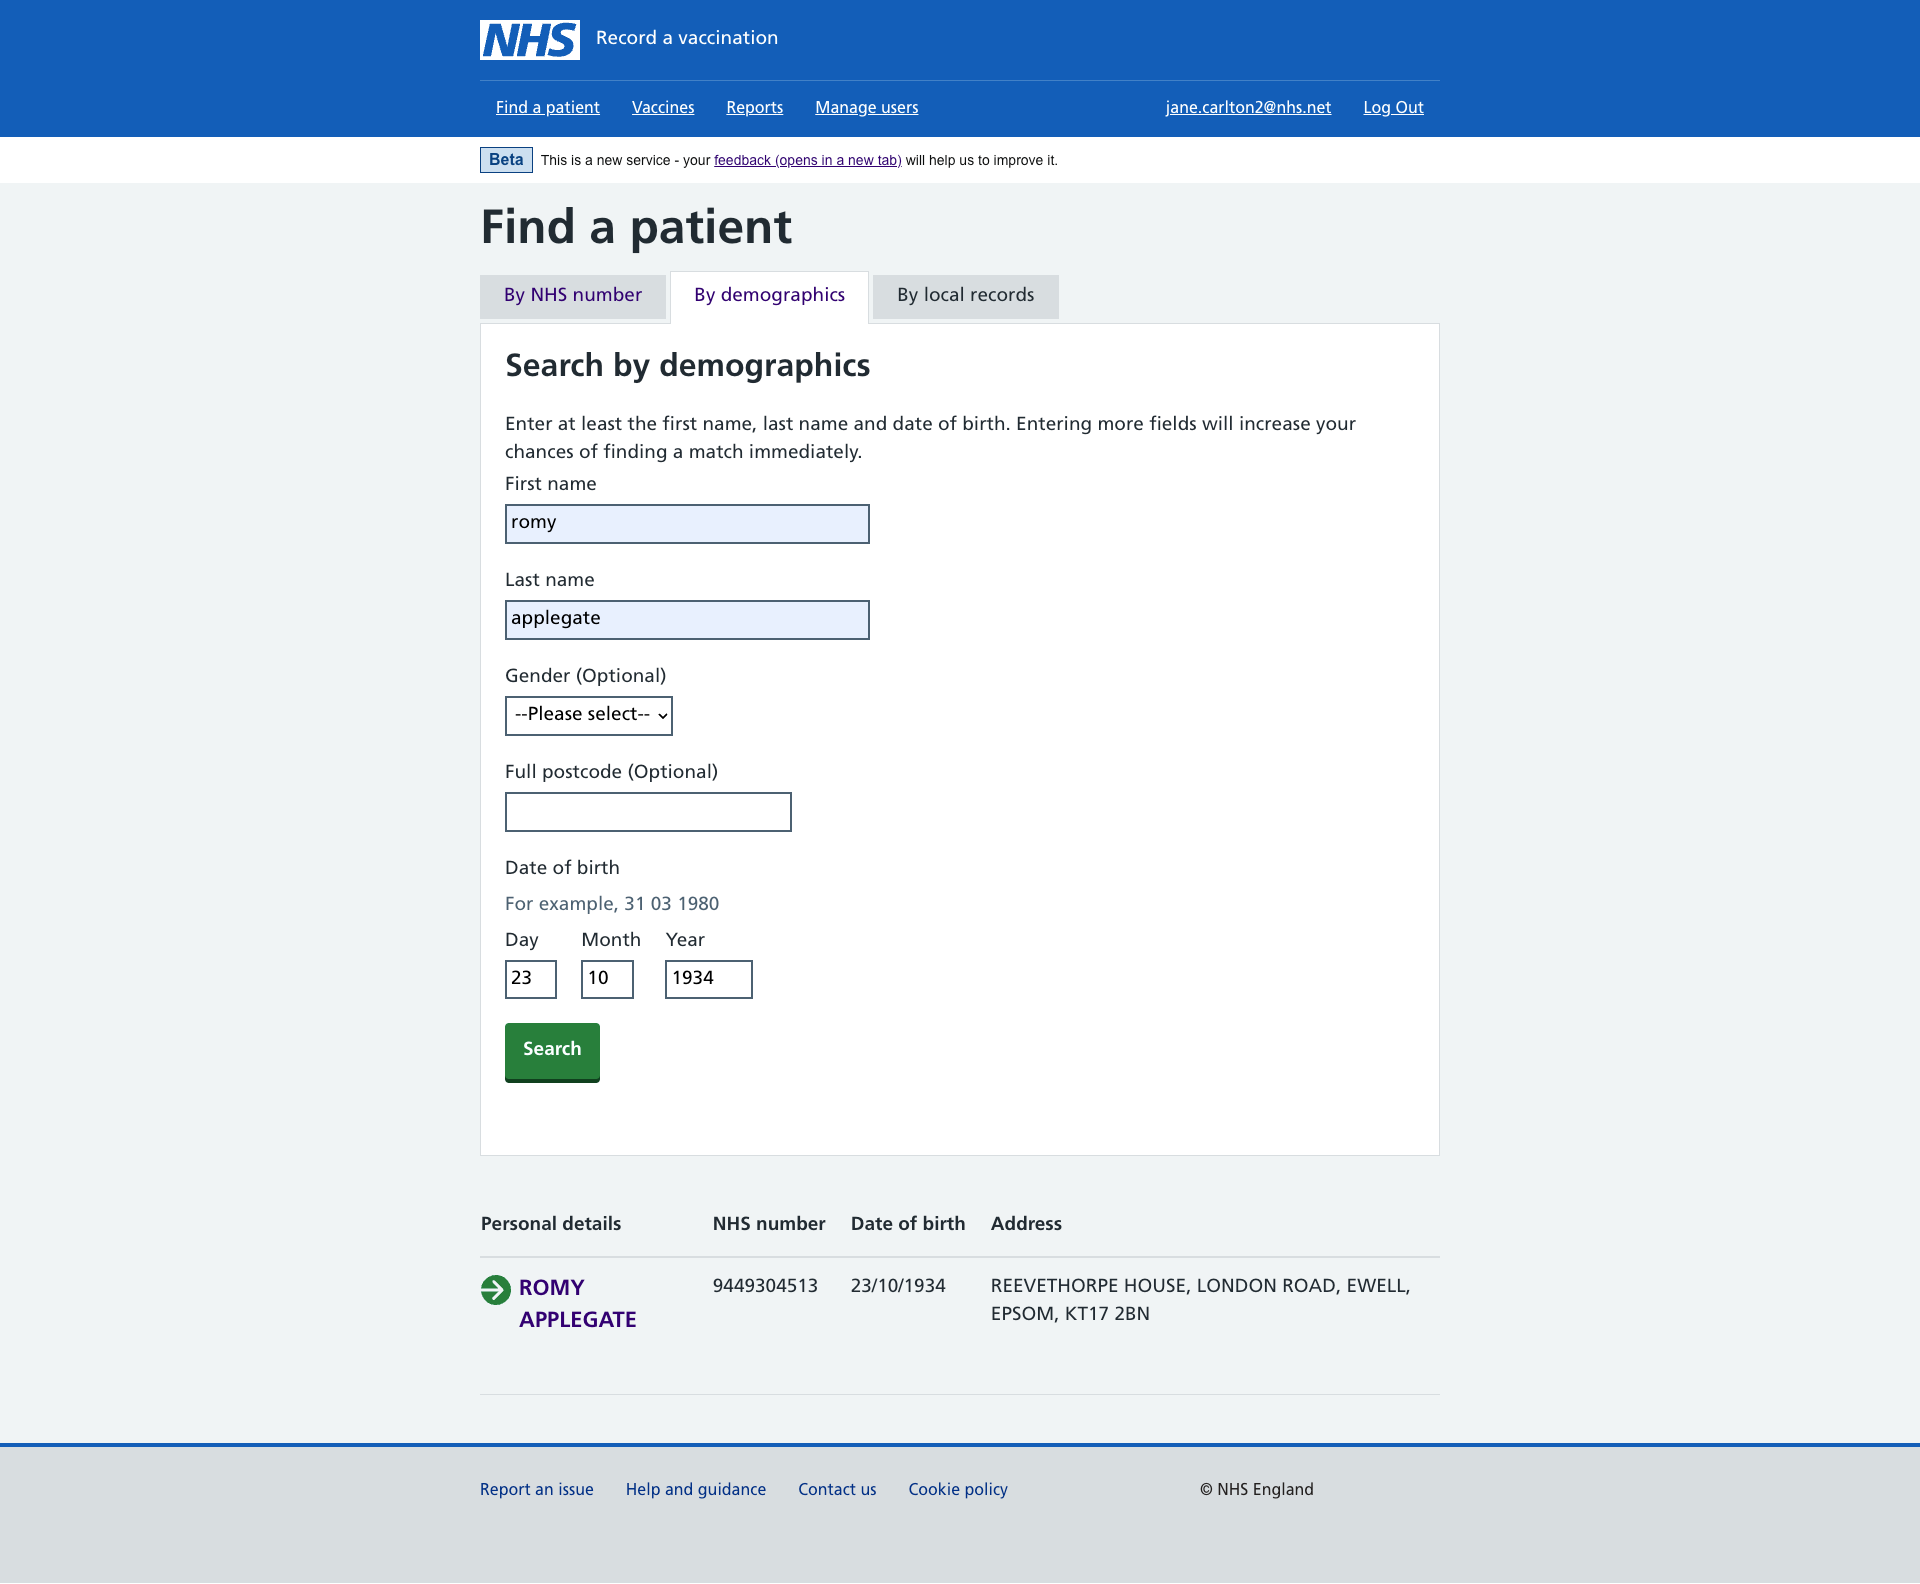 NHS Record a vaccination
Find a patient Vaccines Reports Manage users jane.carlton2@nhs.net Log Out
Beta This is a new service - your feedback (opens in a new tab) will help us to improve it.
Find a patient
By NHS number By demographics By local records
Search by demographics
Enter at least the first name, last name and date of birth. Entering more fields will increase your
chances of finding a match immediately.
First name
romy
Last name
applegate
Gender (Optional)
--Please select--
Full postcode (Optional)
Date of birth
For example, 31 03 1980
Day Month Year
23 10 1934
Search
Personal details NHS number Date of birth Address
ROMY 9449304513 23/10/1934 REEVETHORPE HOUSE, LONDON ROAD, EWELL,
APPLEGATE EPSOM, KT17 2BN
Report an issue Help and guidance Contact us Cookie policy © NHS England